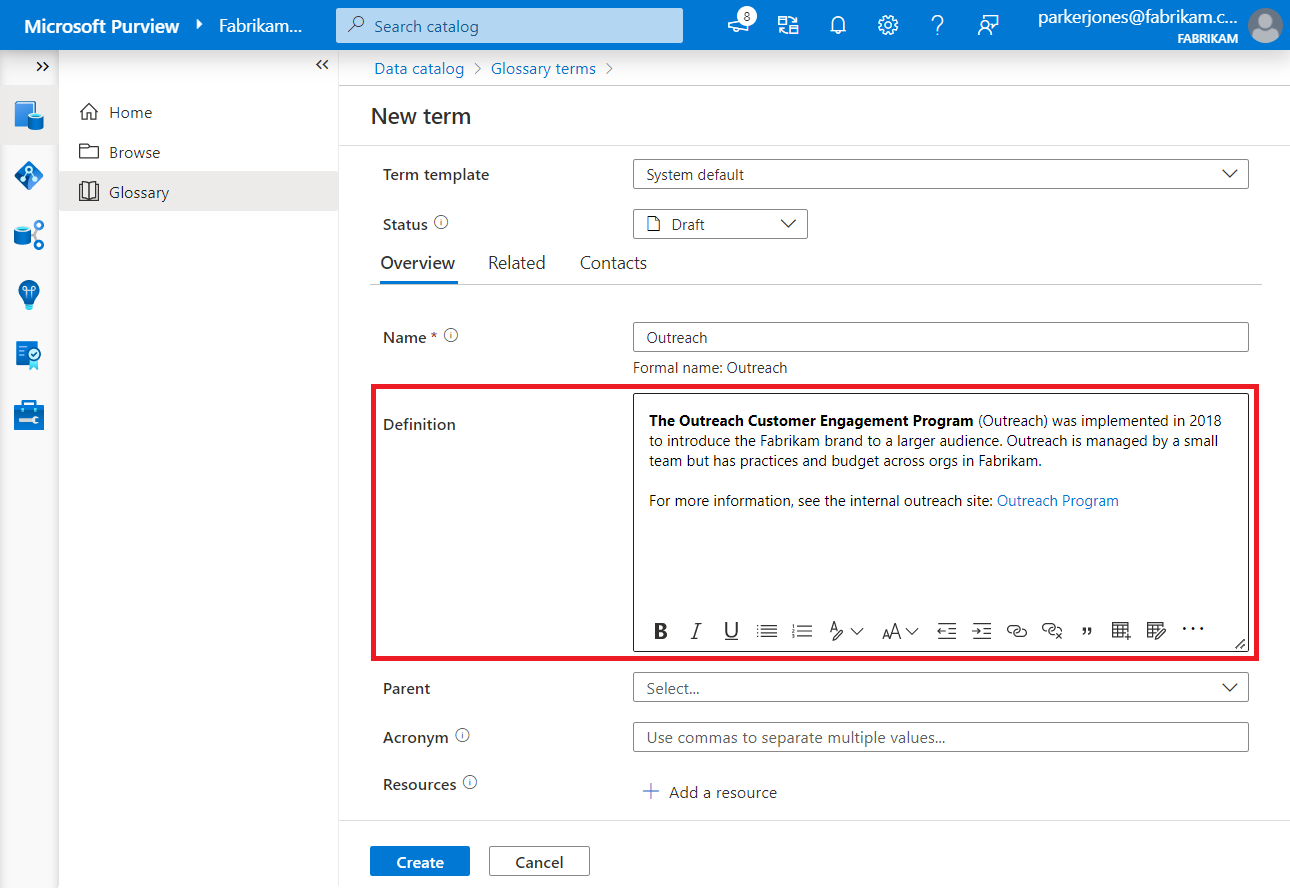 Microsoft Purview
Fabrikam...
Search catalog
8
parkerjones@fabrikam.c...
FABRIKAM
Data catalog > Glossary terms >
Home
Browse
Glossary
New term
Term template
System default
Status
Draft
Overview
Related
Contacts
Name *
Outreach
Formal name: Outreach
Definition
The Outreach Customer Engagement Program (Outreach) was implemented in 2018
to introduce the Fabrikam brand to a larger audience. Outreach is managed by a small
team but has practices and budget across orgs in Fabrikam.
For more information, see the internal outreach site: Outreach Program
Parent
Select...
Acronym
Use commas to separate multiple values...
Resources
Add a resource
Create
Cancel